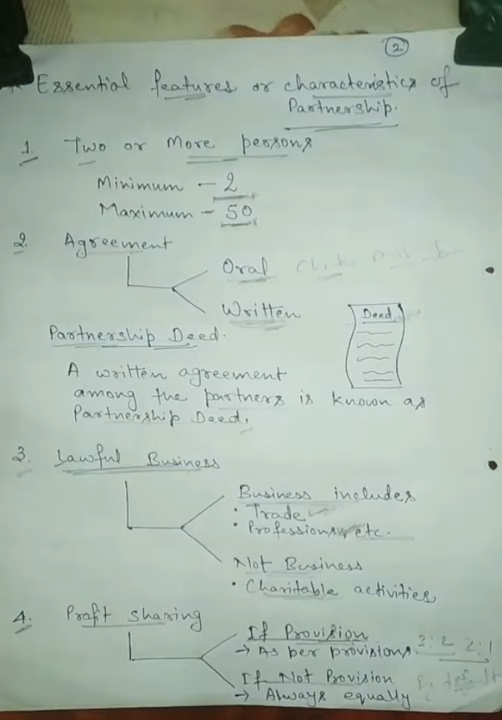 2
Essential features or characteristics of
Partnership.
1. Two or More persons
Minimum - 2
Maximum - 50
2. Agreement
Oral
Written
Deed
Partnership Deed.
A written agreement
among the partners is known as
Partnership Deed.
3. Lawful Business
Business includes
• Trade
• Professions etc.
Not Business
• Charitable activities
4. Profit sharing
If Provision
→ As per provisions. 3:2 2:1
If Not Provision
→ Always equally